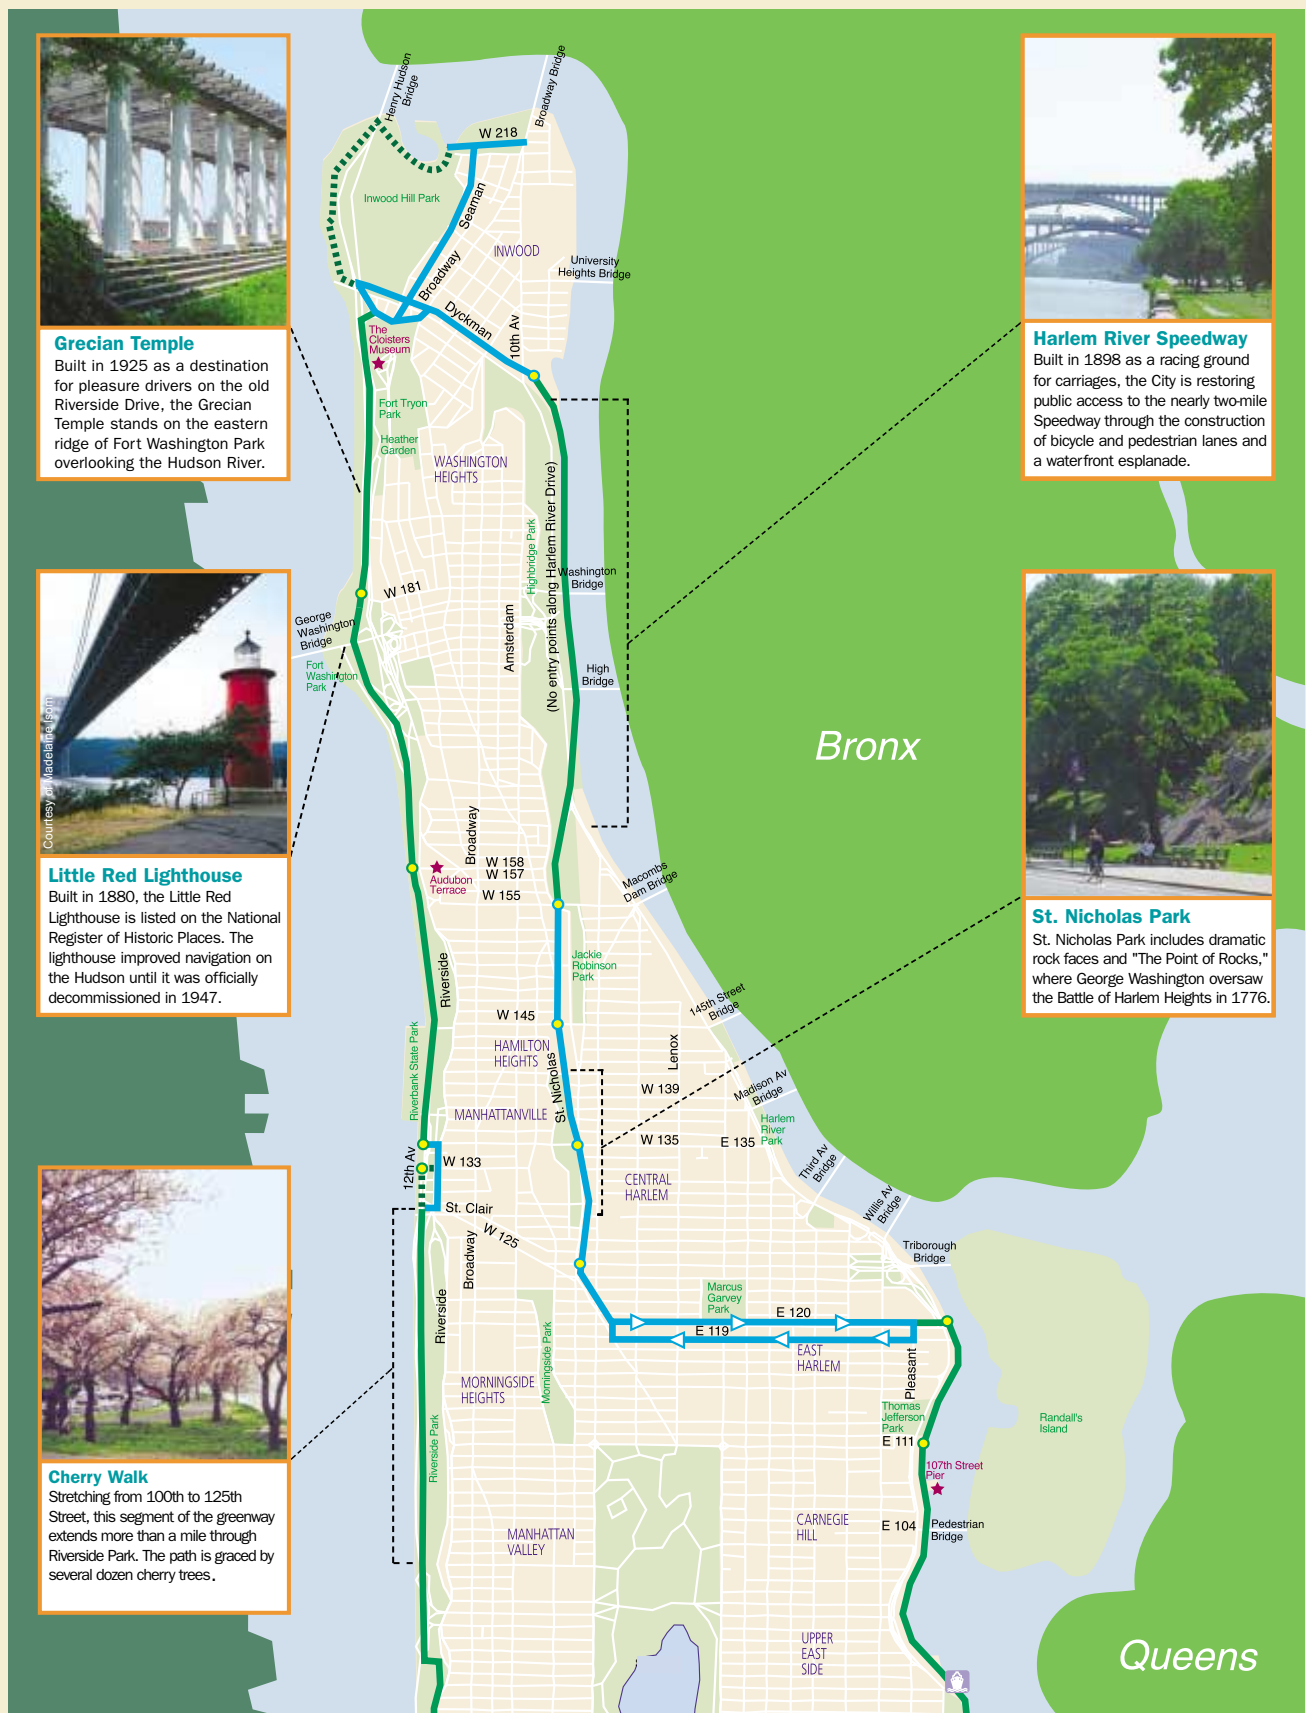 Henry Hudson
Bridge
Broadway Bridge
W 218
Inwood Hill Park
Seaman
INWOOD
University
Heights Bridge
Broadway
Dyckman
10th Av
The
Cloisters
Museum
Fort Tryon
Park
Heather
Garden
WASHINGTON
HEIGHTS
Highbridge Park
(No entry points along Harlem River Drive)
Washington
Bridge
W 181
Amsterdam
George
Washington
Bridge
Fort
Washington
Park
High
Bridge
Bronx
Broadway
W 158
W 157
Audubon
Terrace
W 155
Macombs
Dam Bridge
Jackie
Robinson
Park
Riverside
145th Street
Bridge
W 145
HAMILTON
HEIGHTS
Lenox
Riverbank State Park
St. Nicholas
W 139
Madison Av
Bridge
MANHATTANVILLE
Harlem
River
Park
W 135
E 135
12th Av
W 133
Third Av
Bridge
CENTRAL
HARLEM
Willis Av
Bridge
St. Clair
W 125
Broadway
Triborough
Bridge
Marcus
Garvey
Park
E 120
E 119
Riverside
EAST
HARLEM
Pleasant
Morningside Park
MORNINGSIDE
HEIGHTS
Thomas
Jefferson
Park
Randall's
Island
E 111
Riverside Park
107th Street
Pier
CARNEGIE
HILL
E 104
Pedestrian
Bridge
MANHATTAN
VALLEY
UPPER
EAST
SIDE
Queens
Grecian Temple
Built in 1925 as a destination
for pleasure drivers on the old
Riverside Drive, the Grecian
Temple stands on the eastern
ridge of Fort Washington Park
overlooking the Hudson River.
Courtesy of Madelaine Isom
Little Red Lighthouse
Built in 1880, the Little Red
Lighthouse is listed on the National
Register of Historic Places. The
lighthouse improved navigation on
the Hudson until it was officially
decommissioned in 1947.
Cherry Walk
Stretching from 100th to 125th
Street, this segment of the greenway
extends more than a mile through
Riverside Park. The path is graced by
several dozen cherry trees.
Harlem River Speedway
Built in 1898 as a racing ground
for carriages, the City is restoring
public access to the nearly two-mile
Speedway through the construction
of bicycle and pedestrian lanes and
a waterfront esplanade.
St. Nicholas Park
St. Nicholas Park includes dramatic
rock faces and "The Point of Rocks,"
where George Washington oversaw
the Battle of Harlem Heights in 1776.